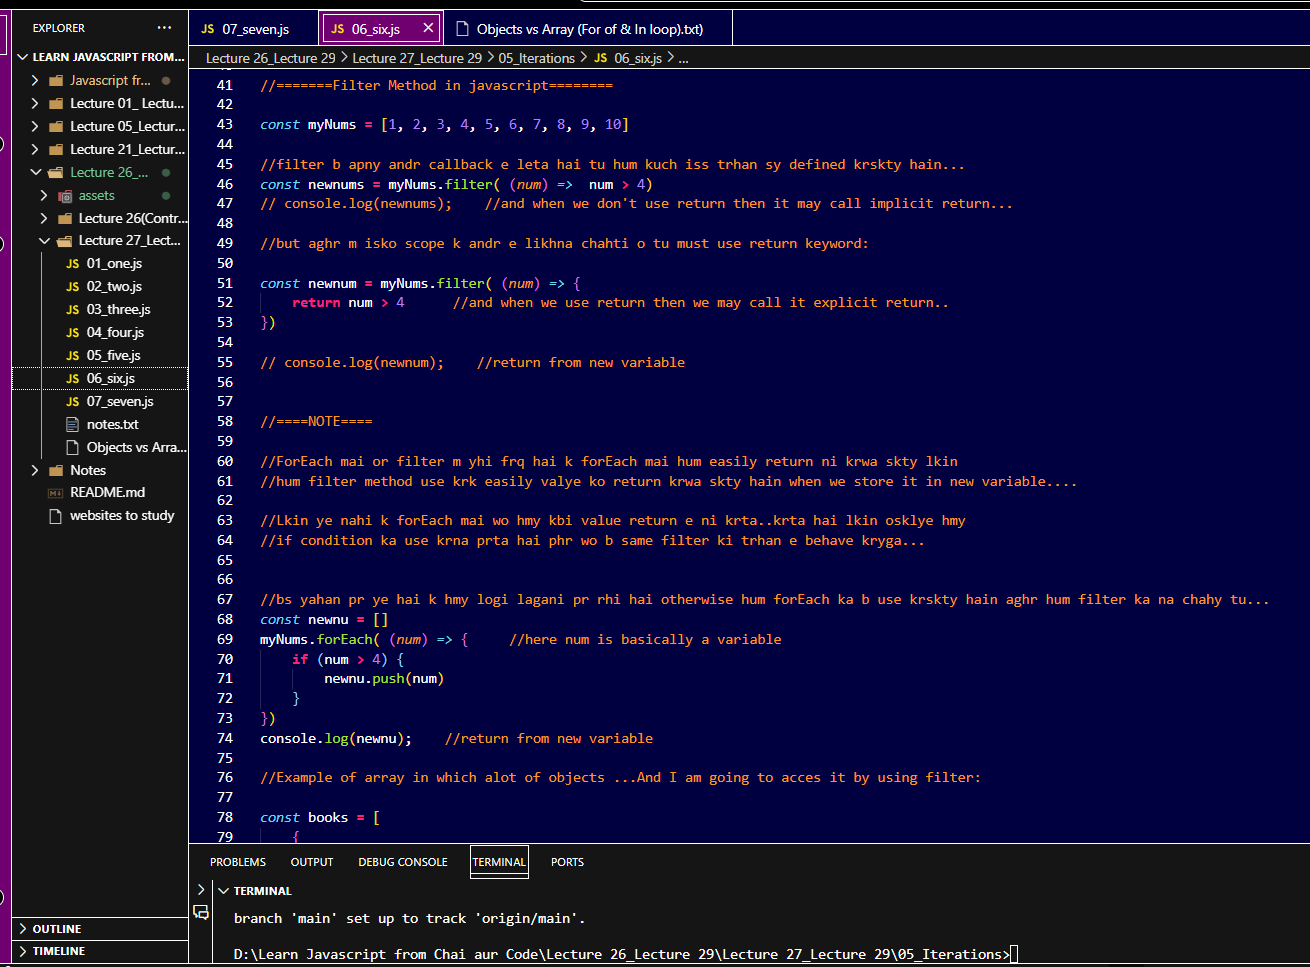 EXPLORER ...
LEARN JAVASCRIPT FROM...
Javascript fr...
Lecture 01_ Lectu...
Lecture 05_Lectur...
Lecture 21_Lectur...
Lecture 26_...
assets
Lecture 26(Contr...
Lecture 27_Lect...
JS 01_one.js
JS 02_two.js
JS 03_three.js
JS 04_four.js
JS 05_five.js
JS 06_six.js
JS 07_seven.js
notes.txt
Objects vs Arra...
Notes
README.md
websites to study
OUTLINE
TIMELINE
JS 07_seven.js JS 06_six.js Objects vs Array (For of & In loop).txt)
Lecture 26_Lecture 29 > Lecture 27_Lecture 29 > 05_Iterations > JS 06_six.js > ...
41 //=======Filter Method in javascript========
42
43 const myNums = [1, 2, 3, 4, 5, 6, 7, 8, 9, 10]
44
45 //filter b apny andr callback e leta hai tu hum kuch iss trhan sy defined krskty hain...
46 const newnums = myNums.filter( (num) =>  num > 4)
47 // console.log(newnums);    //and when we don't use return then it may call implicit return...
48
49 //but aghr m isko scope k andr e likhna chahti o tu must use return keyword:
50
51 const newnum = myNums.filter( (num) => {
52     return num > 4      //and when we use return then we may call it explicit return..
53 })
54
55 // console.log(newnum);    //return from new variable
56
57
58 //====NOTE====
59
60 //ForEach mai or filter m yhi frq hai k forEach mai hum easily return ni krwa skty lkin
61 //hum filter method use krk easily valye ko return krwa skty hain when we store it in new variable....
62
63 //Lkin ye nahi k forEach mai wo hmy kbi value return e ni krta..krta hai lkin osklye hmy
64 //if condition ka use krna prta hai phr wo b same filter ki trhan e behave kryga...
65
66
67 //bs yahan pr ye hai k hmy logi lagani pr rhi hai otherwise hum forEach ka b use krskty hain aghr hum filter ka na chahy tu...
68 const newnu = []
69 myNums.forEach( (num) => {     //here num is basically a variable
70     if (num > 4) {
71         newnu.push(num)
72     }
73 })
74 console.log(newnu);    //return from new variable
75
76 //Example of array in which alot of objects ...And I am going to acces it by using filter:
77
78 const books = [
79     {
PROBLEMS OUTPUT DEBUG CONSOLE TERMINAL PORTS
TERMINAL
branch 'main' set up to track 'origin/main'.
D:\Learn Javascript from Chai aur Code\Lecture 26_Lecture 29\Lecture 27_Lecture 29\05_Iterations>